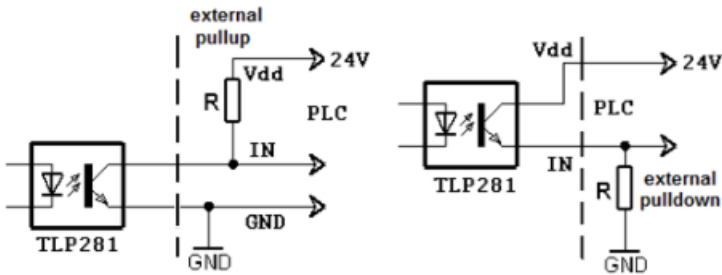 external
pullup
Vdd
24V
R
PLC
IN
GND
TLP281
GND
Vdd
24V
PLC
IN
TLP281
R
external
pulldown
GND